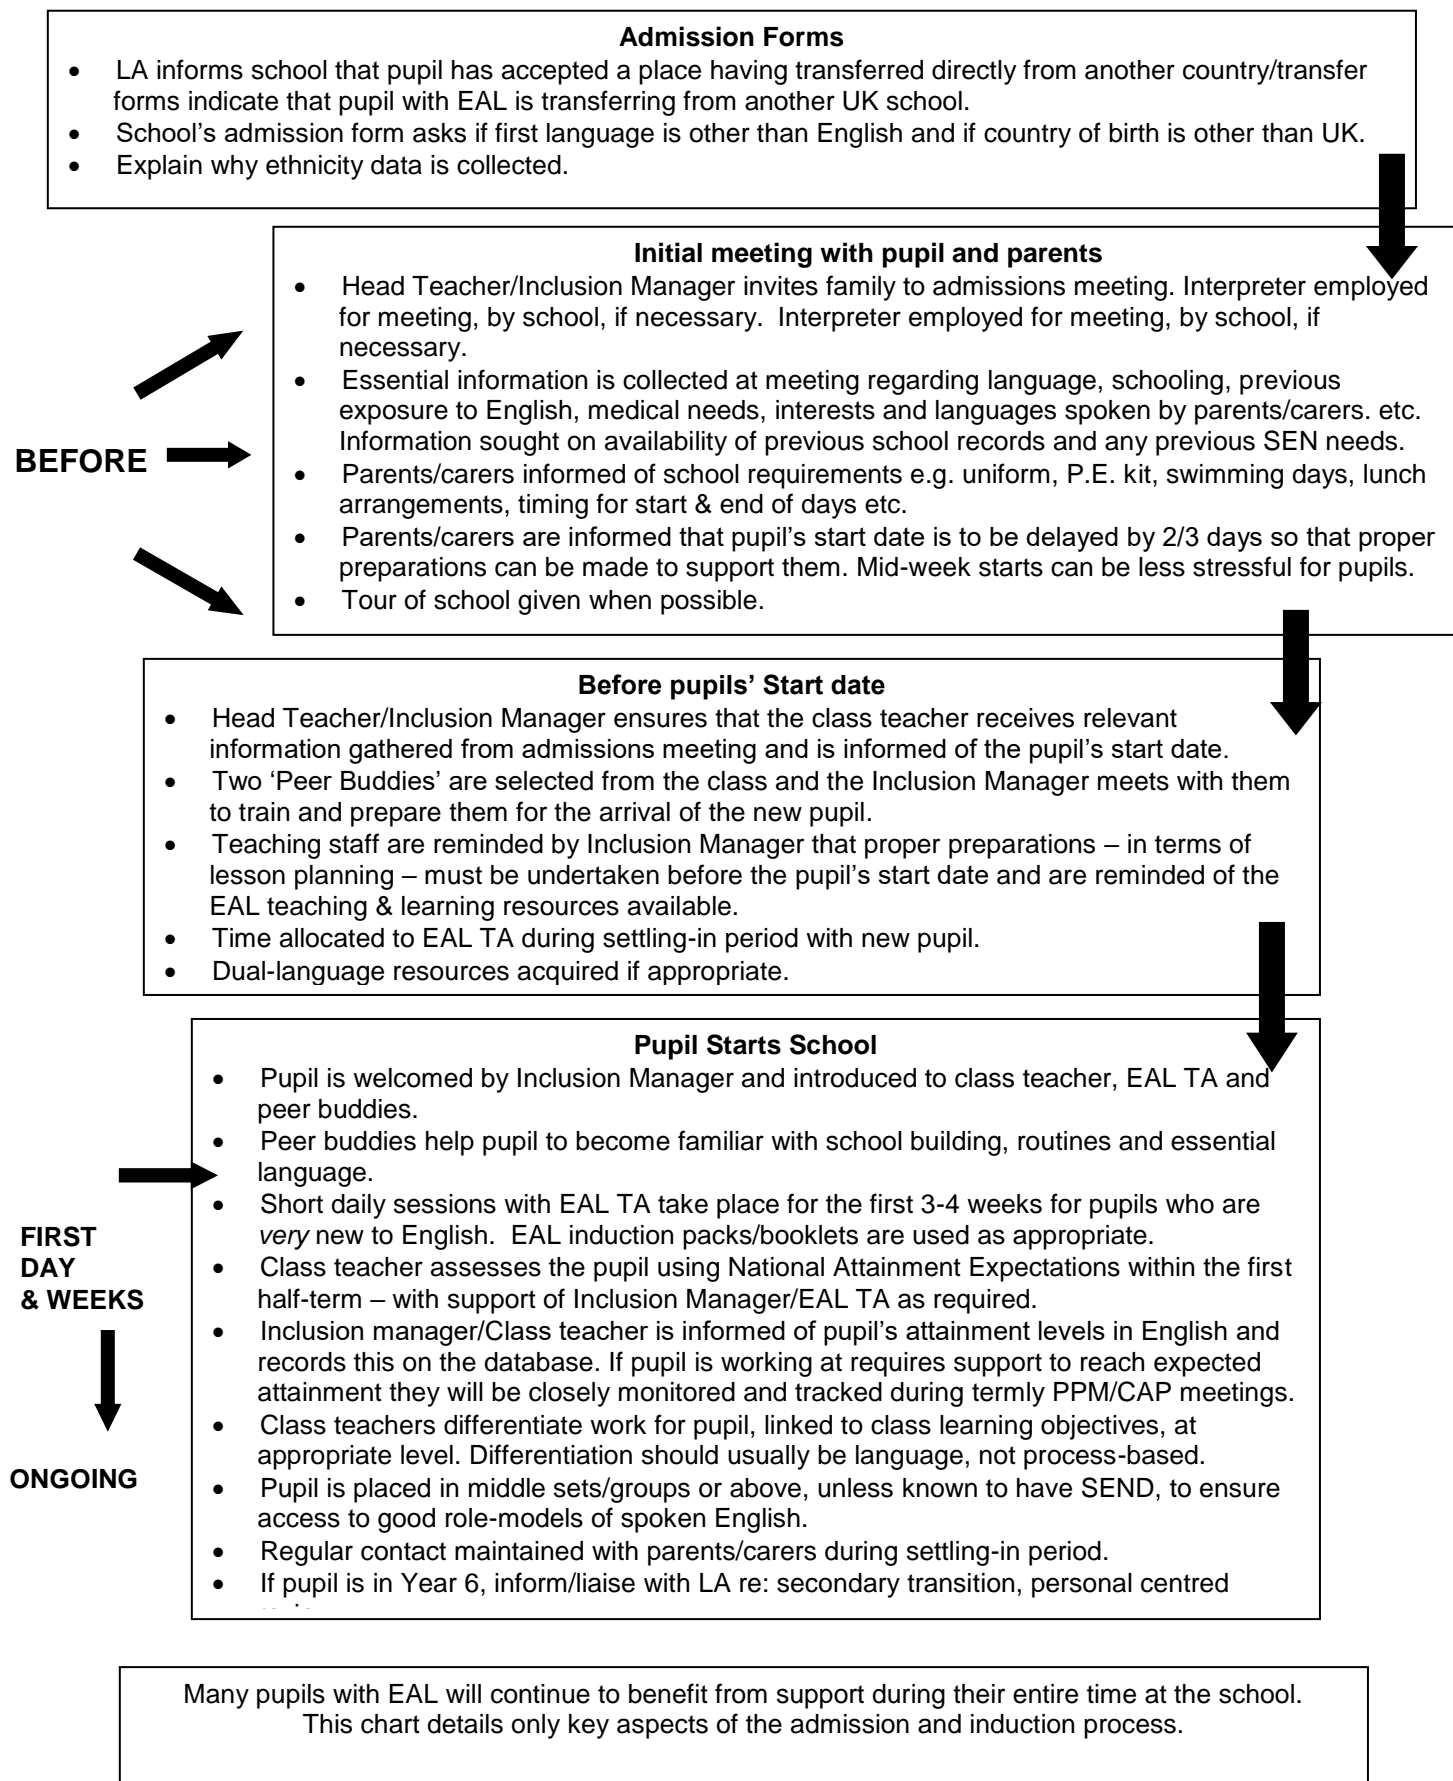 Admission Forms
• LA informs school that pupil has accepted a place having transferred directly from another country/transfer
forms indicate that pupil with EAL is transferring from another UK school.
• School's admission form asks if first language is other than English and if country of birth is other than UK.
• Explain why ethnicity data is collected.
Initial meeting with pupil and parents
• Head Teacher/Inclusion Manager invites family to admissions meeting. Interpreter employed
for meeting, by school, if necessary.  Interpreter employed for meeting, by school, if
necessary.
• Essential information is collected at meeting regarding language, schooling, previous
exposure to English, medical needs, interests and languages spoken by parents/carers. etc.
Information sought on availability of previous school records and any previous SEN needs.
• Parents/carers informed of school requirements e.g. uniform, P.E. kit, swimming days, lunch
arrangements, timing for start & end of days etc.
• Parents/carers are informed that pupil's start date is to be delayed by 2/3 days so that proper
preparations can be made to support them. Mid-week starts can be less stressful for pupils.
• Tour of school given when possible.
BEFORE
Before pupils' Start date
• Head Teacher/Inclusion Manager ensures that the class teacher receives relevant
information gathered from admissions meeting and is informed of the pupil's start date.
• Two 'Peer Buddies' are selected from the class and the Inclusion Manager meets with them
to train and prepare them for the arrival of the new pupil.
• Teaching staff are reminded by Inclusion Manager that proper preparations – in terms of
lesson planning – must be undertaken before the pupil's start date and are reminded of the
EAL teaching & learning resources available.
• Time allocated to EAL TA during settling-in period with new pupil.
• Dual-language resources acquired if appropriate.
Pupil Starts School
• Pupil is welcomed by Inclusion Manager and introduced to class teacher, EAL TA and
peer buddies.
• Peer buddies help pupil to become familiar with school building, routines and essential
language.
• Short daily sessions with EAL TA take place for the first 3-4 weeks for pupils who are
very new to English.  EAL induction packs/booklets are used as appropriate.
• Class teacher assesses the pupil using National Attainment Expectations within the first
half-term – with support of Inclusion Manager/EAL TA as required.
• Inclusion manager/Class teacher is informed of pupil's attainment levels in English and
records this on the database. If pupil is working at requires support to reach expected
attainment they will be closely monitored and tracked during termly PPM/CAP meetings.
• Class teachers differentiate work for pupil, linked to class learning objectives, at
appropriate level. Differentiation should usually be language, not process-based.
• Pupil is placed in middle sets/groups or above, unless known to have SEND, to ensure
access to good role-models of spoken English.
• Regular contact maintained with parents/carers during settling-in period.
• If pupil is in Year 6, inform/liaise with LA re: secondary transition, personal centred
FIRST
DAY
& WEEKS
ONGOING
Many pupils with EAL will continue to benefit from support during their entire time at the school.
This chart details only key aspects of the admission and induction process.